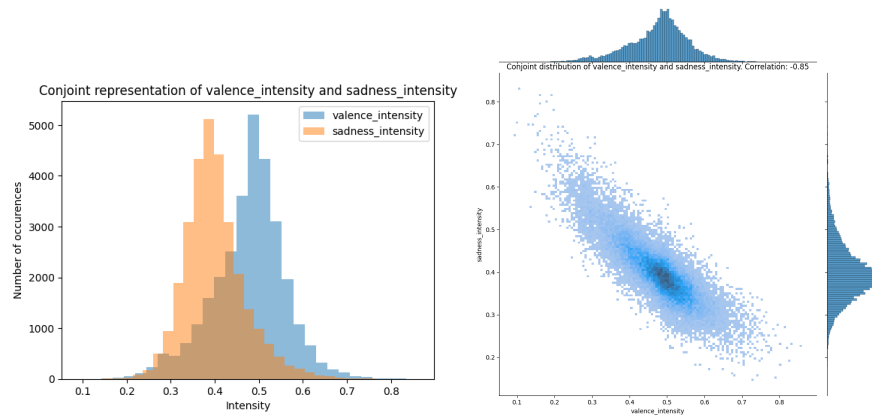 Conjoint representation of valence_intensity and sadness_intensity
valence_intensity
sadness_intensity
Number of occurences
5000
4000
3000
2000
1000
0
0.1 0.2 0.3 0.4 0.5 0.6 0.7 0.8
Intensity
Conjoint distribution of valence_intensity and sadness_intensity. Correlation: -0.85
sadness_intensity
0.8
0.7
0.6
0.5
0.4
0.3
0.2
0.1 0.2 0.3 0.4 0.5 0.6 0.7 0.8
valence_intensity